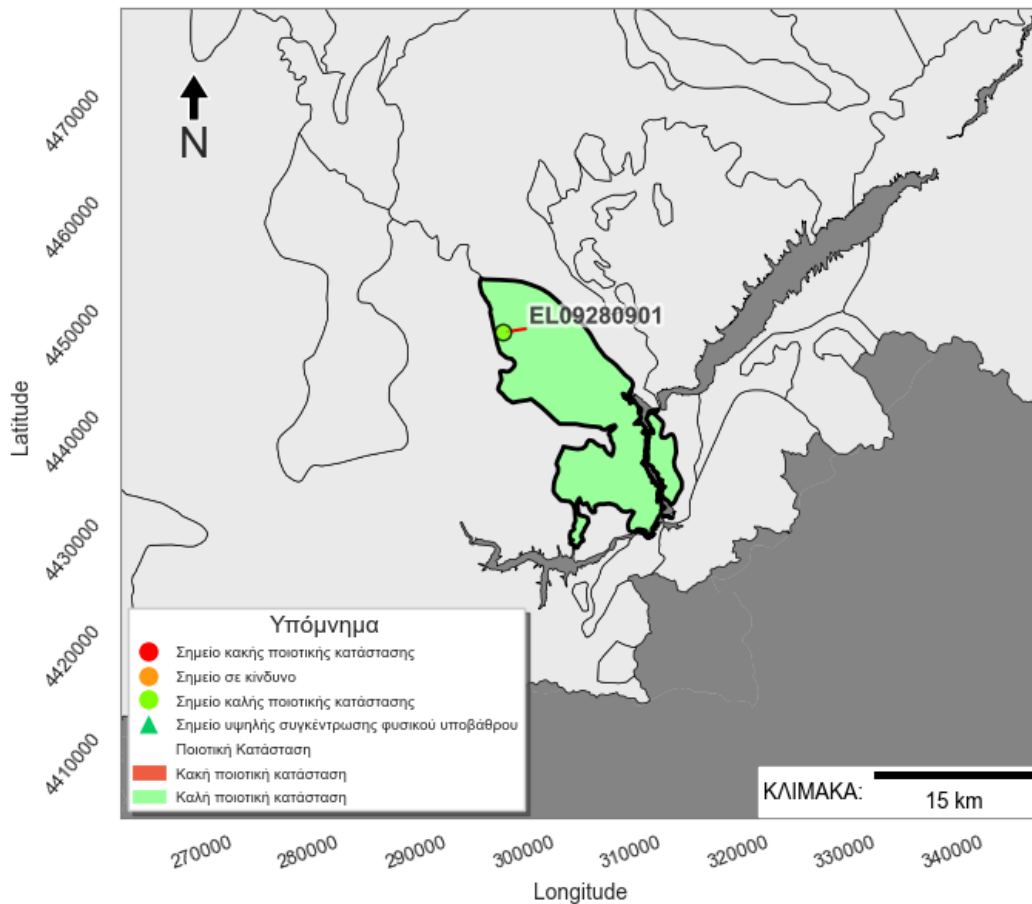 N
EL09280901
Latitude
4470000
4460000
4450000
4440000
4430000
4420000
4410000
Υπόμνημα
Σημείο κακής ποιοτικής κατάστασης
Σημείο σε κίνδυνο
Σημείο καλής ποιοτικής κατάστασης
Σημείο υψηλής συγκέντρωσης φυσικού υποβάθρου
Ποιοτική Κατάσταση
Κακή ποιοτική κατάσταση
Καλή ποιοτική κατάσταση
ΚΛΙΜΑΚΑ:
15 km
270000
280000
290000
300000
310000
320000
330000
340000
Longitude